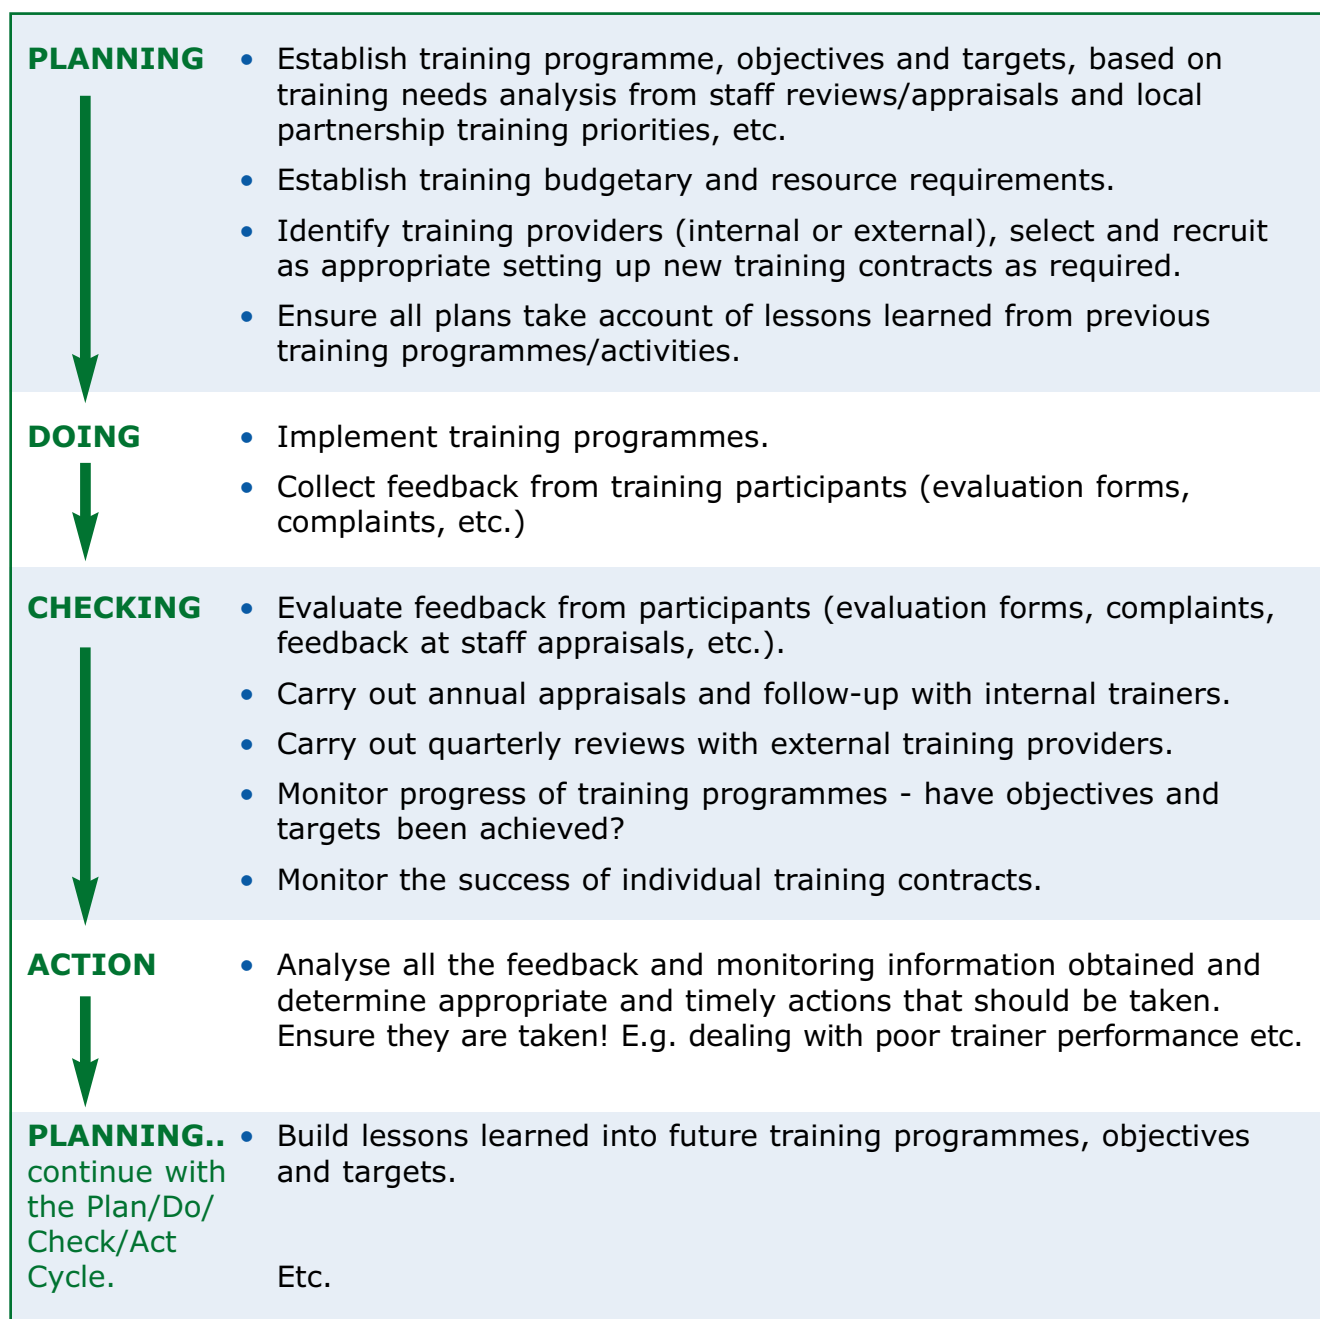 PLANNING • Establish training programme, objectives and targets, based on
training needs analysis from staff reviews/appraisals and local
partnership training priorities, etc.
• Establish training budgetary and resource requirements.
• Identify training providers (internal or external), select and recruit
as appropriate setting up new training contracts as required.
• Ensure all plans take account of lessons learned from previous
training programmes/activities.
DOING • Implement training programmes.
• Collect feedback from training participants (evaluation forms,
complaints, etc.)
CHECKING • Evaluate feedback from participants (evaluation forms, complaints,
feedback at staff appraisals, etc.).
• Carry out annual appraisals and follow-up with internal trainers.
• Carry out quarterly reviews with external training providers.
• Monitor progress of training programmes - have objectives and
targets been achieved?
• Monitor the success of individual training contracts.
ACTION • Analyse all the feedback and monitoring information obtained and
determine appropriate and timely actions that should be taken.
Ensure they are taken! E.g. dealing with poor trainer performance etc.
PLANNING.. • Build lessons learned into future training programmes, objectives
continue with and targets.
the Plan/Do/
Check/Act
Cycle. Etc.